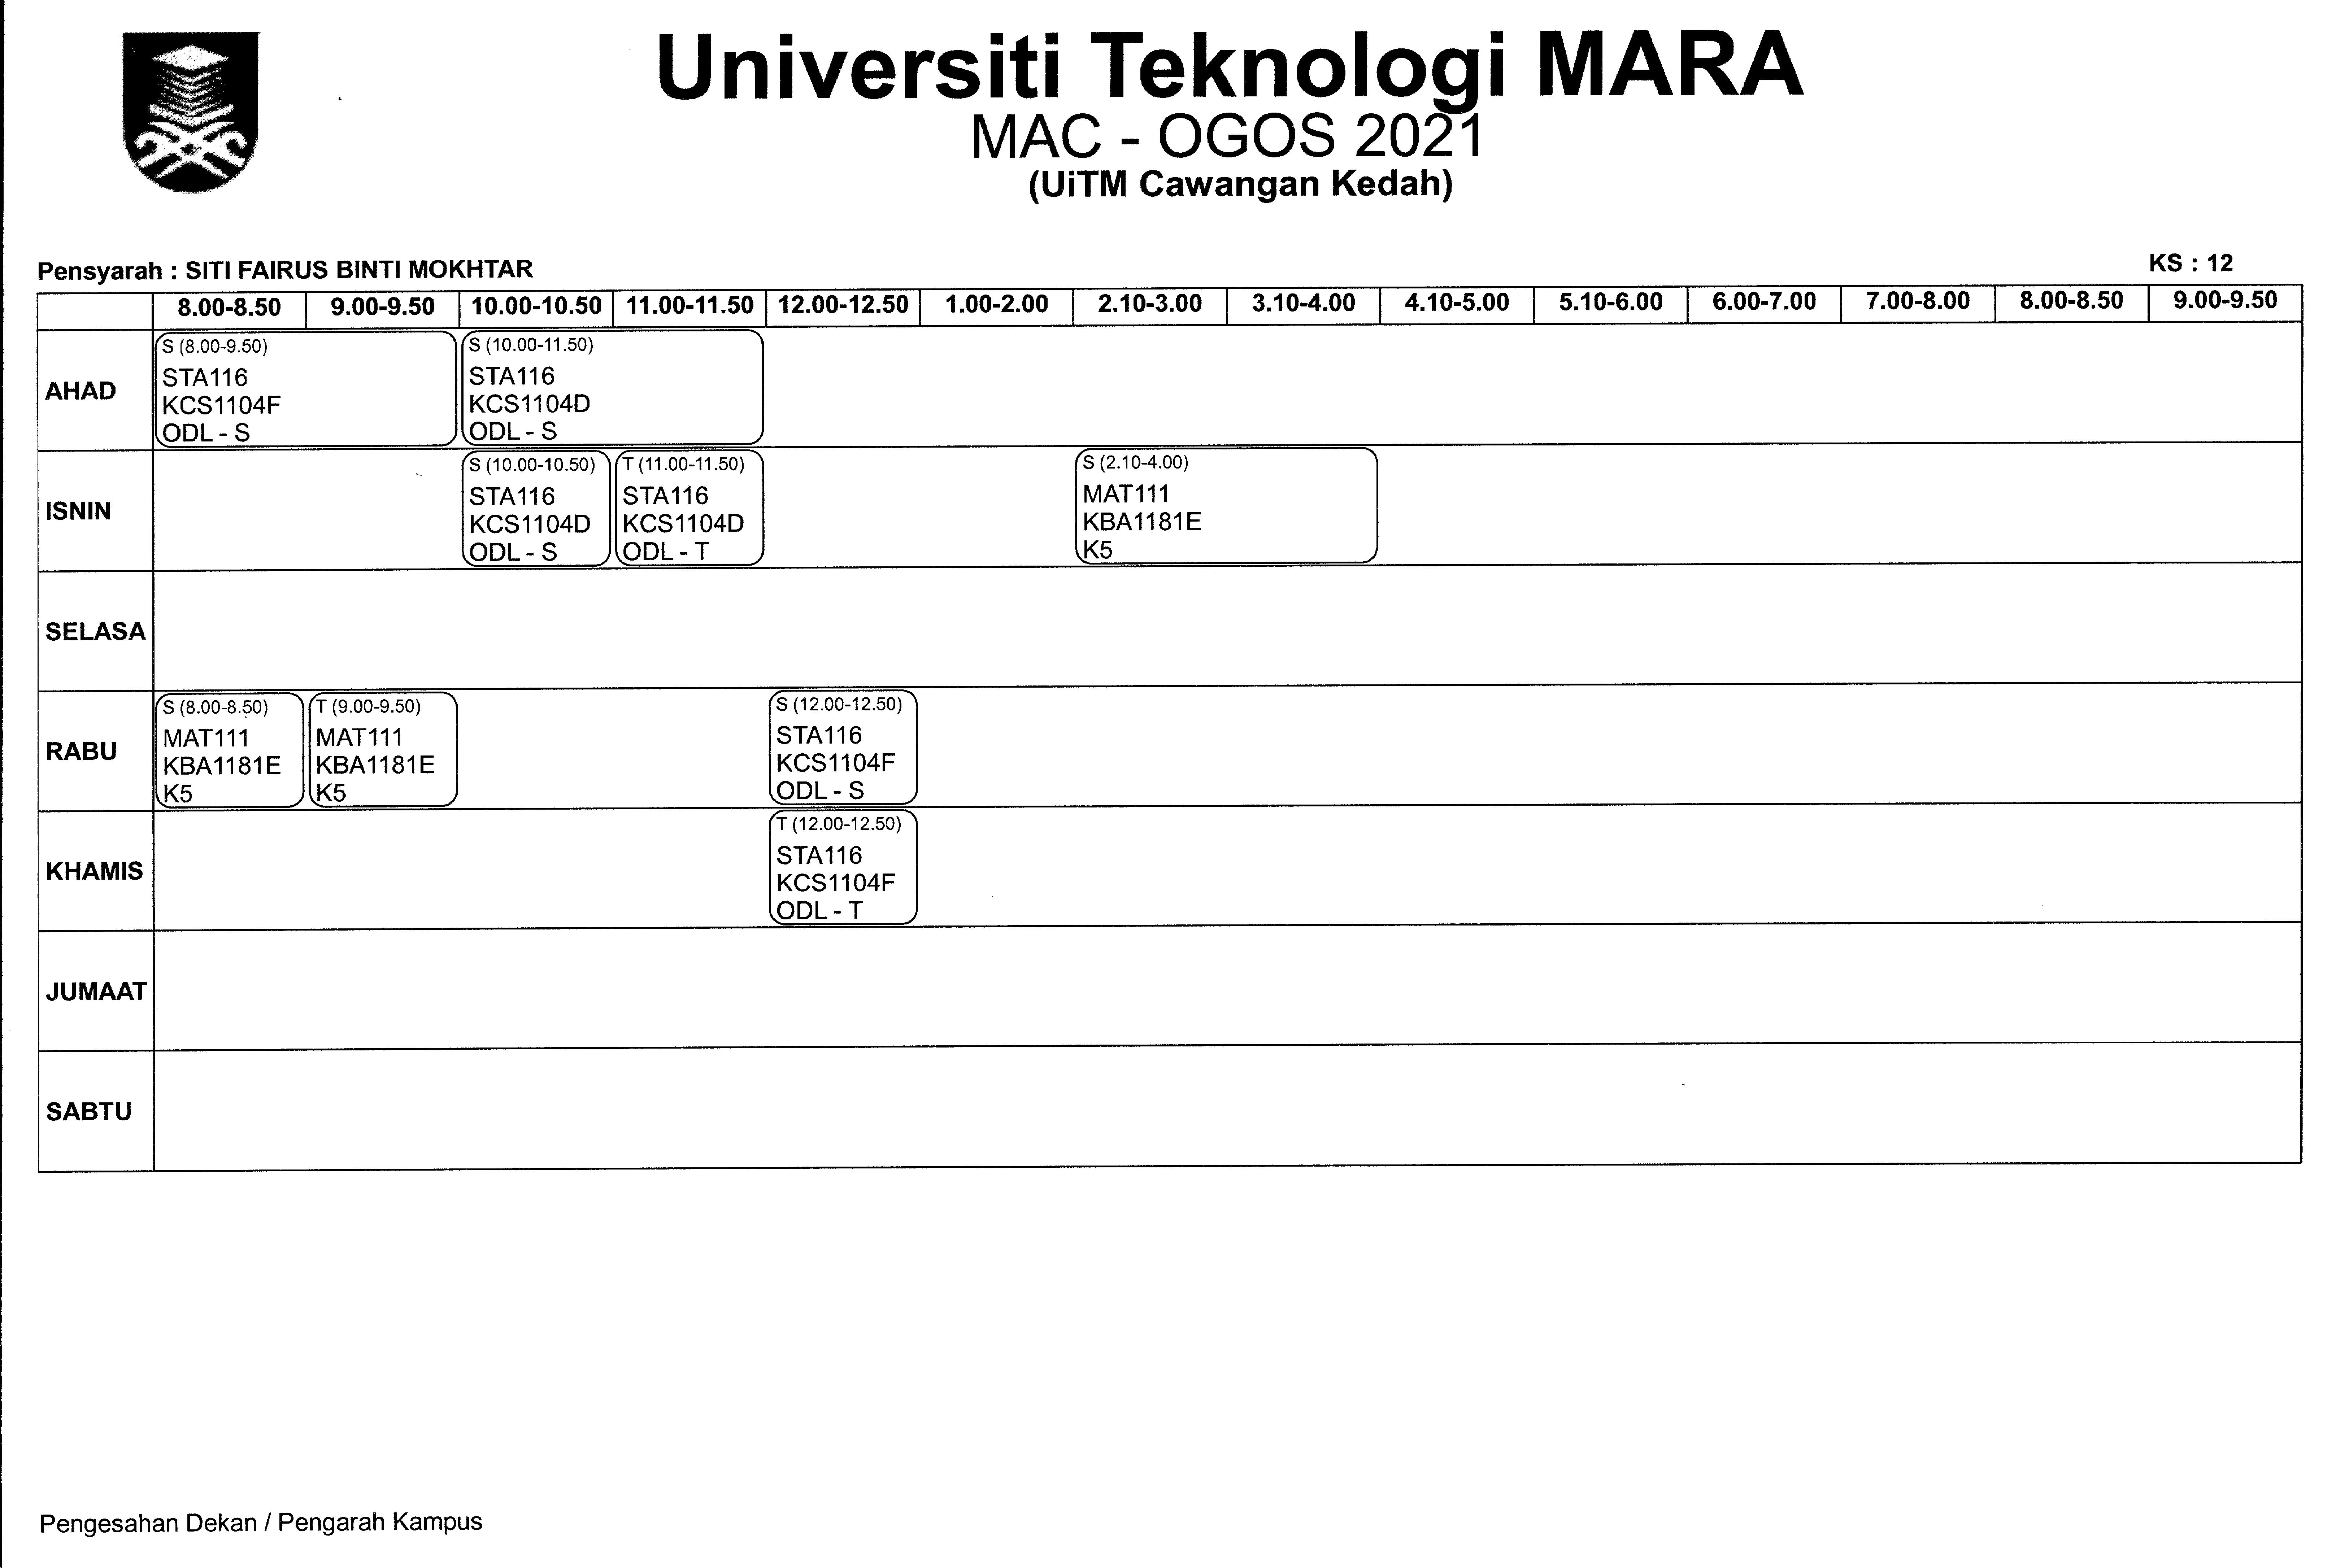 Universiti Teknologi MARA
MAC - OGOS 2021
(UiTM Cawangan Kedah)
Pensyarah : SITI FAIRUS BINTI MOKHTAR
KS : 12
8.00-8.50 9.00-9.50 10.00-10.50 11.00-11.50 12.00-12.50 1.00-2.00 2.10-3.00 3.10-4.00 4.10-5.00 5.10-6.00 6.00-7.00 7.00-8.00 8.00-8.50 9.00-9.50
AHAD
S (8.00-9.50)
STA116
KCS1104F
ODL - S
S (10.00-11.50)
STA116
KCS1104D
ODL - S
ISNIN
S (10.00-10.50)
STA116
KCS1104D
ODL - S
T (11.00-11.50)
STA116
KCS1104D
ODL - T
S (2.10-4.00)
MAT111
KBA1181E
K5
SELASA
RABU
S (8.00-8.50)
MAT111
KBA1181E
K5
T (9.00-9.50)
MAT111
KBA1181E
K5
S (12.00-12.50)
STA116
KCS1104F
ODL - S
KHAMIS
T (12.00-12.50)
STA116
KCS1104F
ODL - T
JUMAAT
SABTU
Pengesahan Dekan / Pengarah Kampus